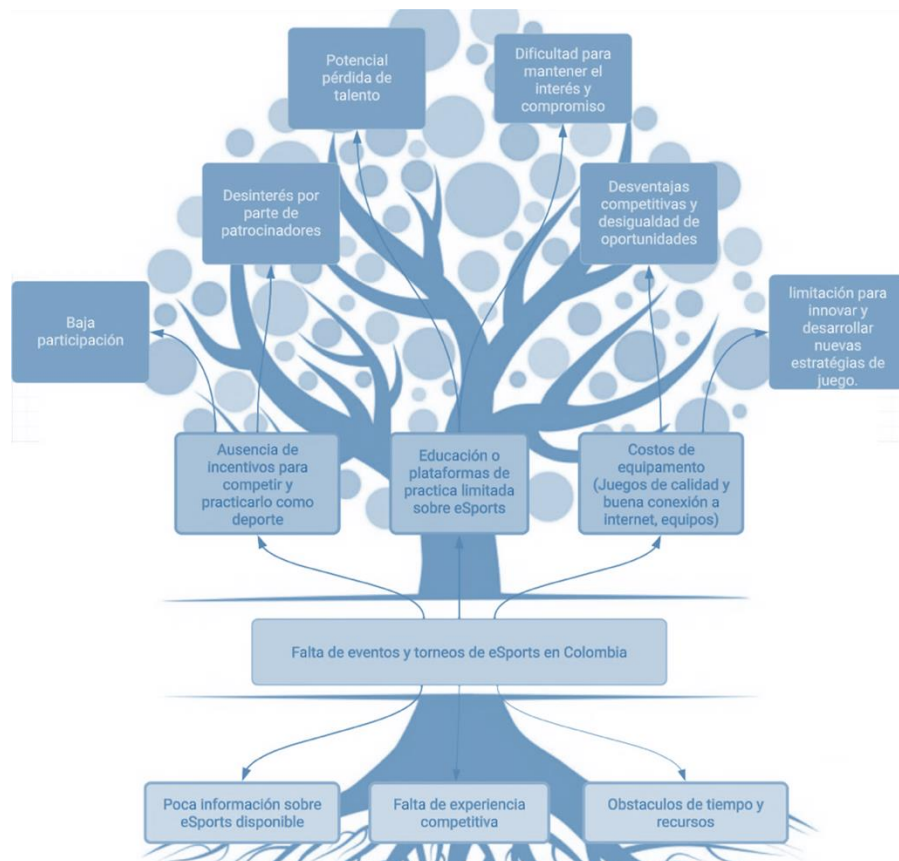 Potencial
pérdida de
talento
Dificultad para
mantener el
interés y
compromiso
Desinterés por
parte de
patrocinadores
Desventajas
competitivas y
desigualdad de
oportunidades
Baja
participación
limitación para
innovar y
desarrollar
nuevas
estratégias de
juego.
Ausencia de
incentivos para
competir y
practicarlo como
deporte
Educación o
plataformas de
practica limitada
sobre eSports
Costos de
equipamento
(Juegos de calidad y
buena conexión a
internet, equipos)
Falta de eventos y torneos de eSports en Colombia
Poca información sobre
eSports disponible
Falta de experiencia
competitiva
Obstaculos de tiempo y
recursos